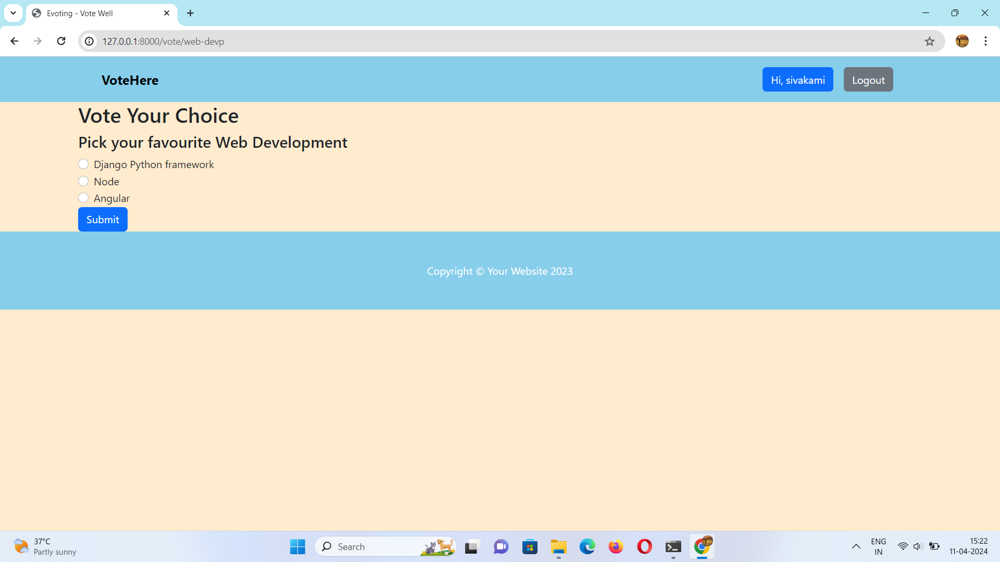 Evoting - Vote Well
127.0.0.1:8000/vote/web-devp
VoteHere
Hi, sivakami
Logout
Vote Your Choice
Pick your favourite Web Development
Django Python framework
Node
Angular
Submit
Copyright © Your Website 2023
37°C
Partly sunny
Search
ENG
IN
15:22
11-04-2024